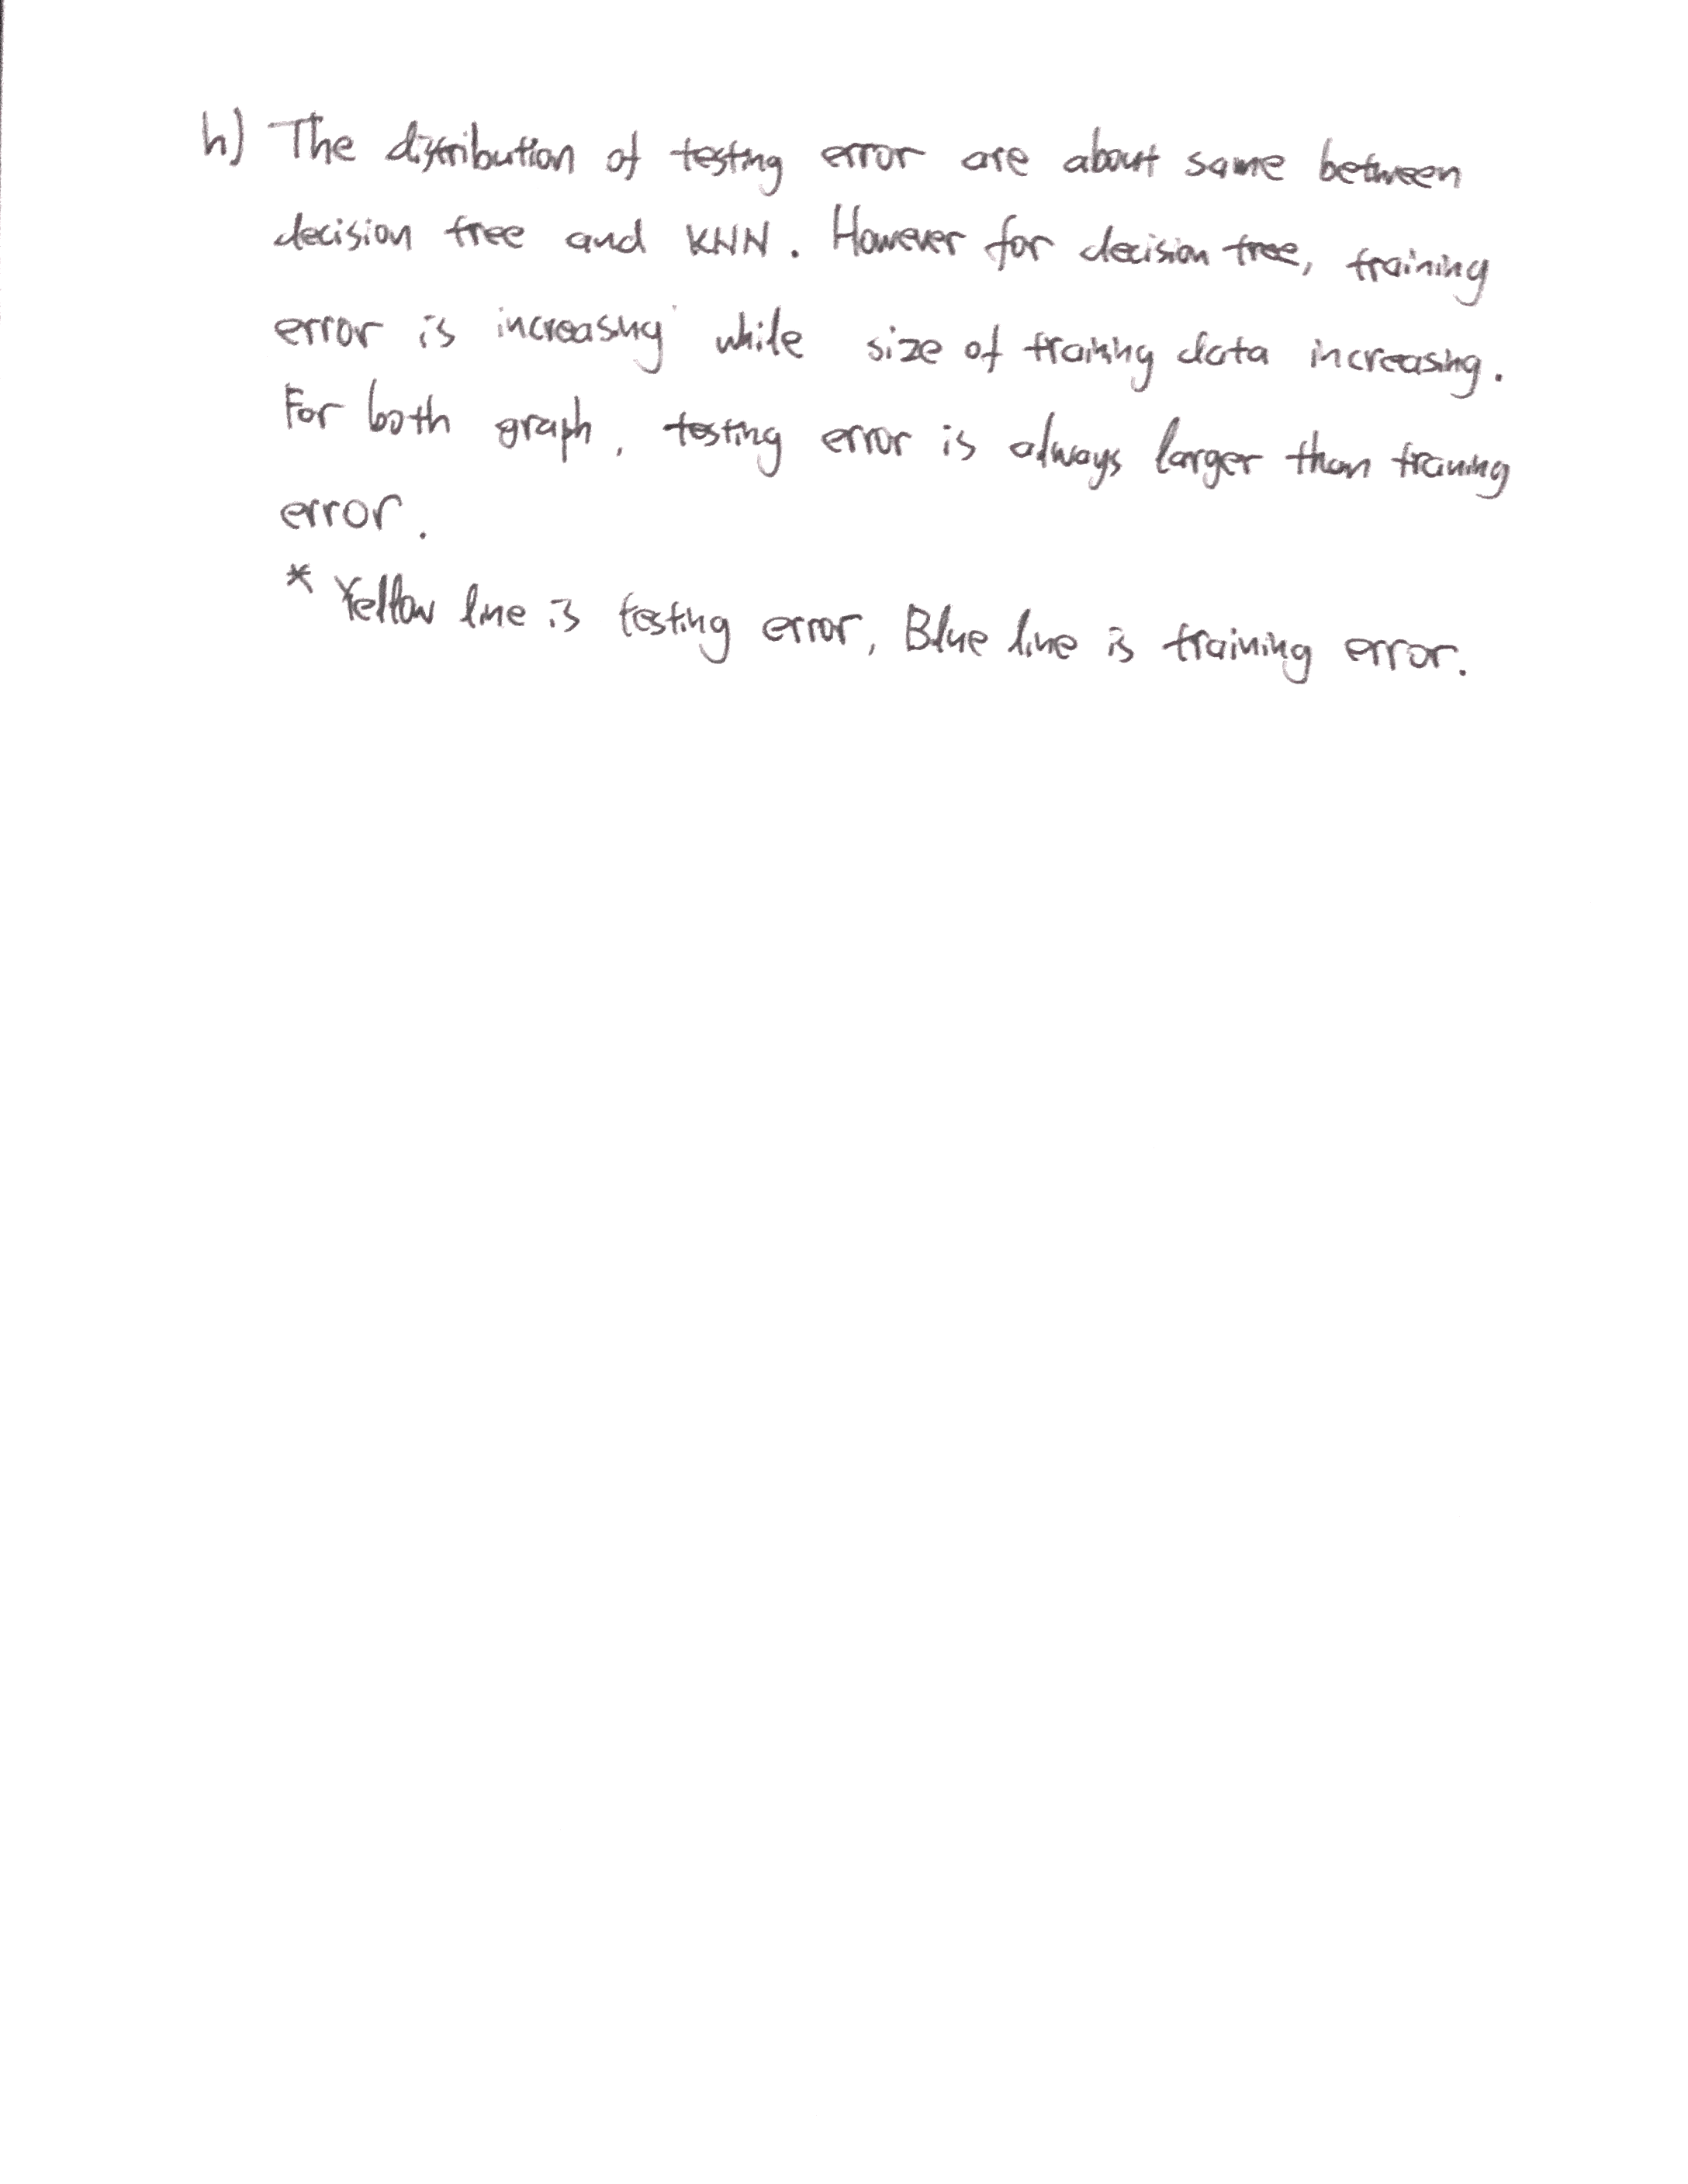 h) The distribution of testing error are about same between
decision tree and KNN. However for decision tree, training
error is increasing while size of training data increasing.
For both graph, testing error is always larger than training
error.
* Yellow line is testing error, Blue line is training error.